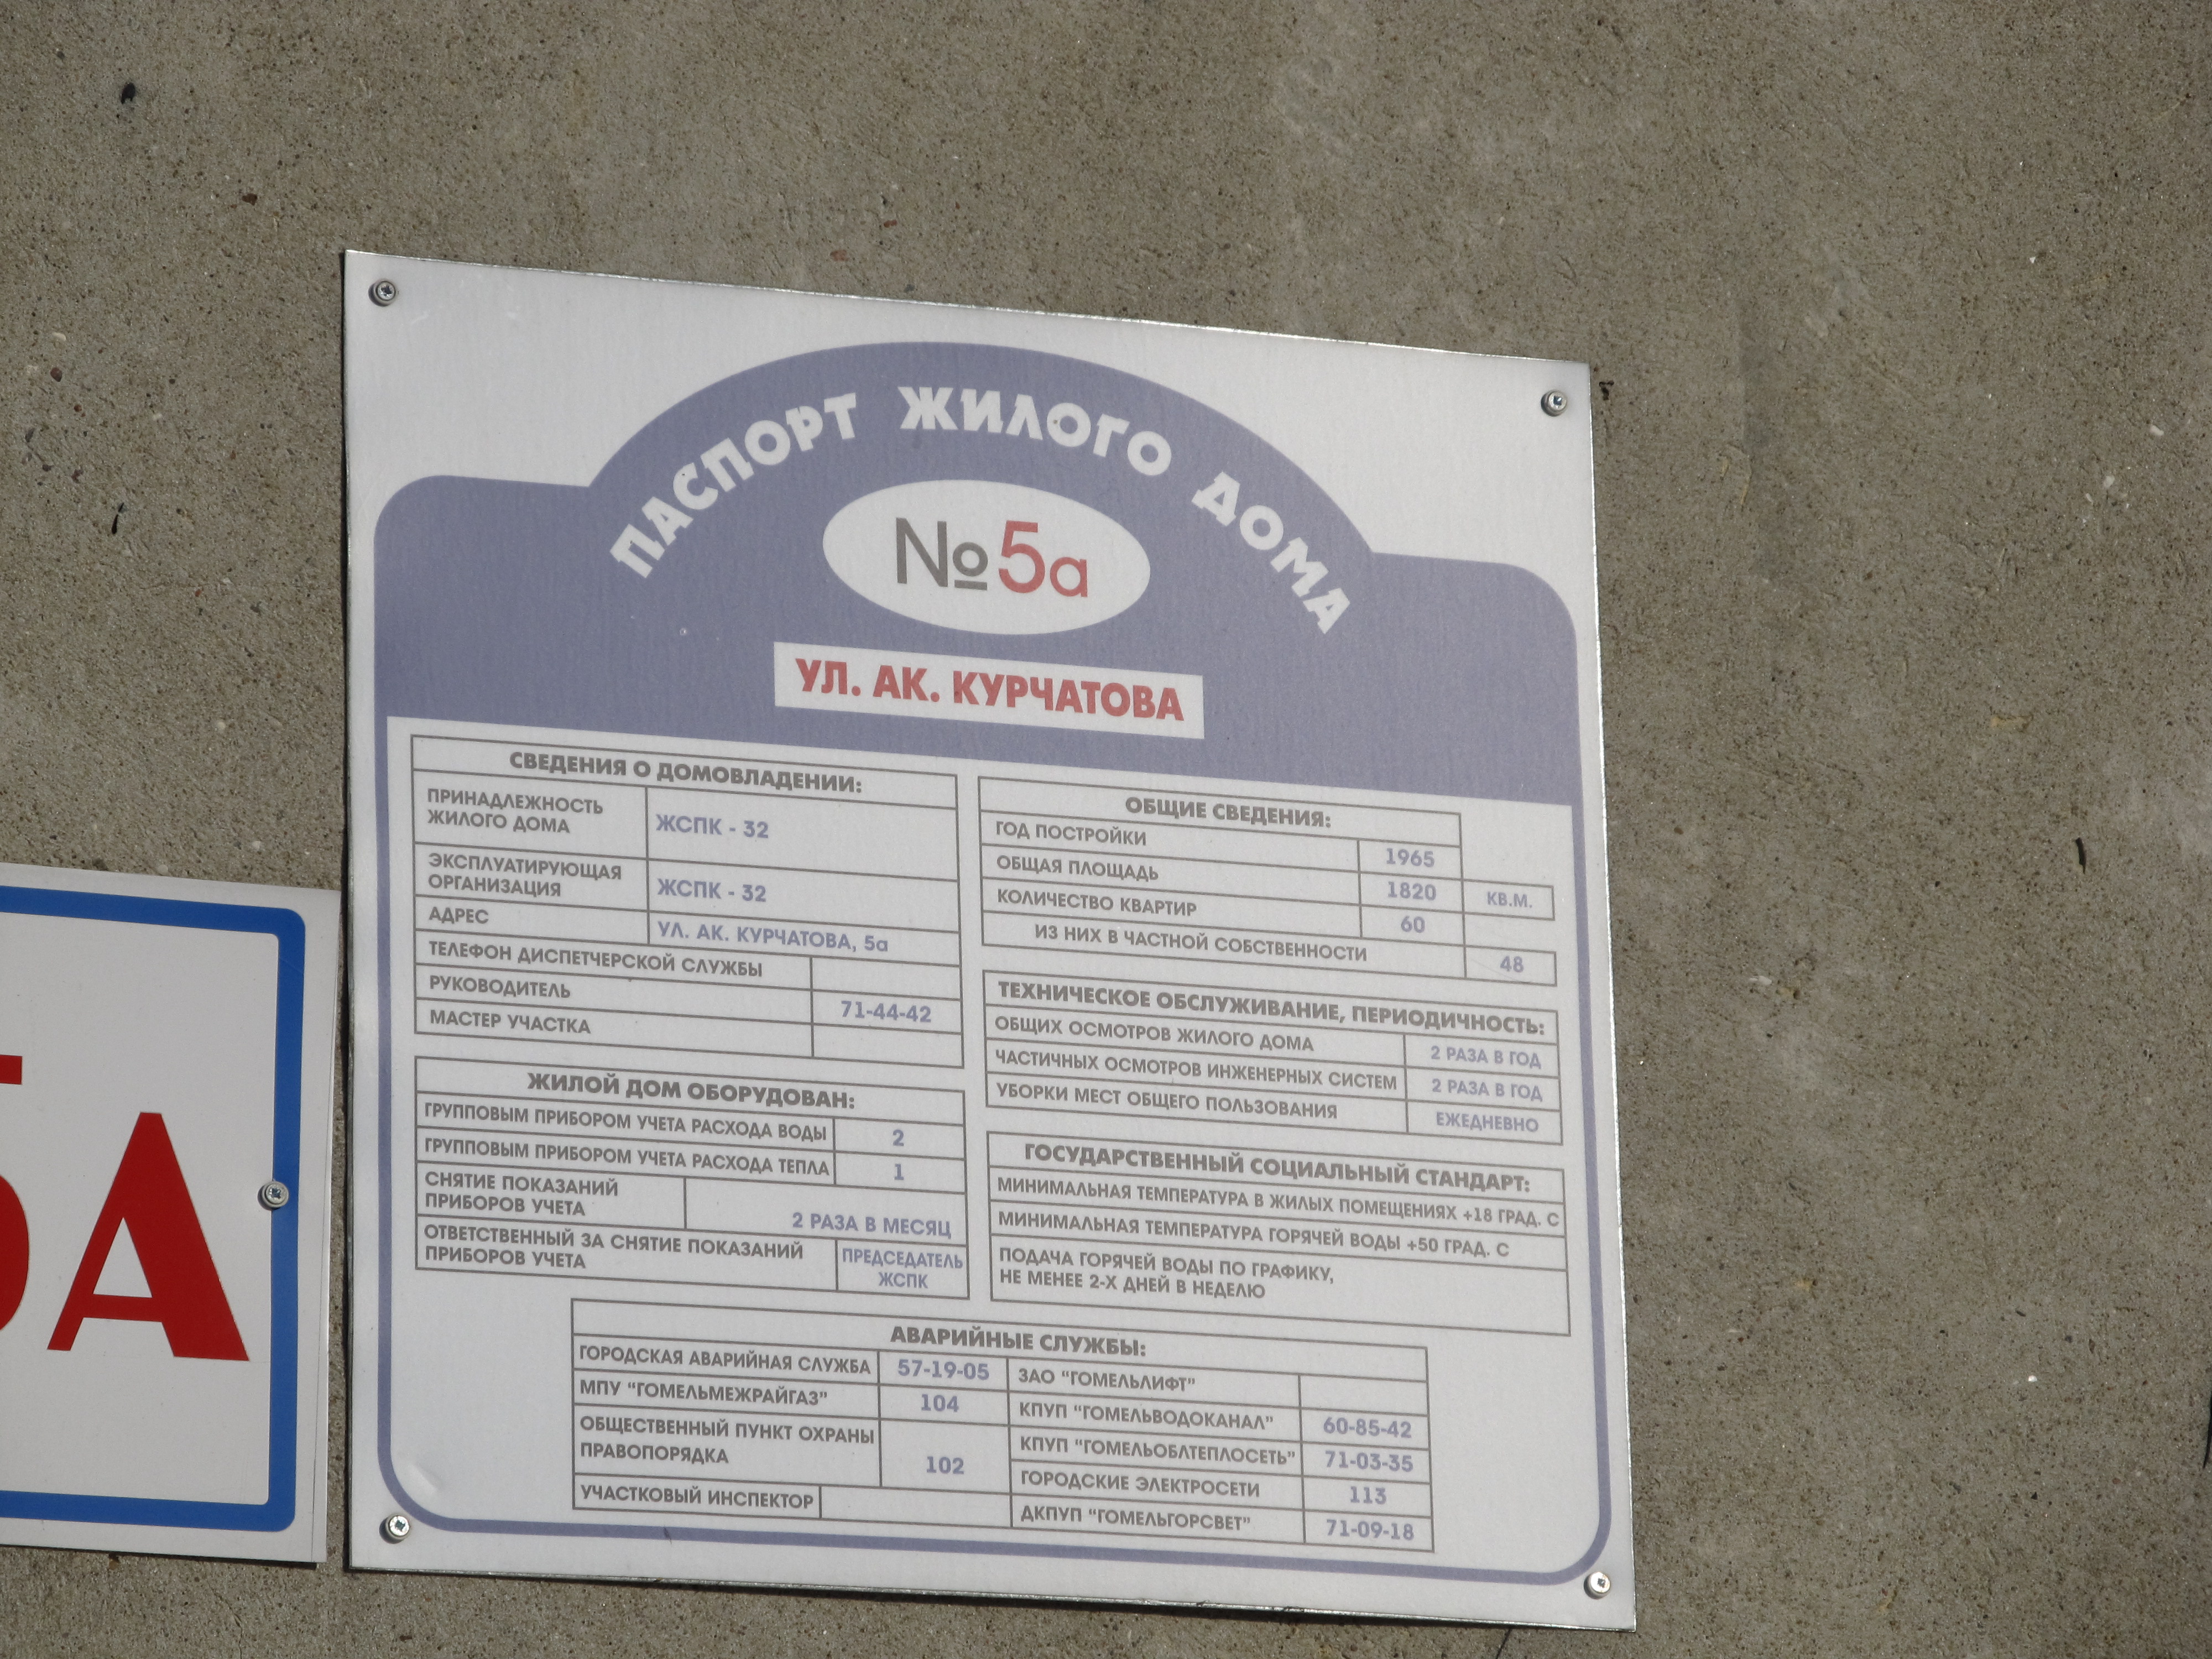 ПАСПОРТ ЖИЛОГО ДОМА
№5а
УЛ. АК. КУРЧАТОВА
СВЕДЕНИЯ О ДОМОВЛАДЕНИИ:
ПРИНАДЛЕЖНОСТЬ
ЖИЛОГО ДОМА
ЖСПК - 32
ЭКСПЛУАТИРУЮЩАЯ
ОРГАНИЗАЦИЯ
ЖСПК - 32
АДРЕС УЛ. АК. КУРЧАТОВА, 5а
ТЕЛЕФОН ДИСПЕТЧЕРСКОЙ СЛУЖБЫ
РУКОВОДИТЕЛЬ 71-44-42
МАСТЕР УЧАСТКА
ЖИЛОЙ ДОМ ОБОРУДОВАН:
ГРУППОВЫМ ПРИБОРОМ УЧЕТА РАСХОДА ВОДЫ 2
ГРУППОВЫМ ПРИБОРОМ УЧЕТА РАСХОДА ТЕПЛА 1
СНЯТИЕ ПОКАЗАНИЙ
ПРИБОРОВ УЧЕТА
2 РАЗА В МЕСЯЦ
ОТВЕТСТВЕННЫЙ ЗА СНЯТИЕ ПОКАЗАНИЙ
ПРИБОРОВ УЧЕТА
ПРЕДСЕДАТЕЛЬ
ЖСПК
ОБЩИЕ СВЕДЕНИЯ:
ГОД ПОСТРОЙКИ 1965
ОБЩАЯ ПЛОЩАДЬ 1820 КВ.М.
КОЛИЧЕСТВО КВАРТИР 60
ИЗ НИХ В ЧАСТНОЙ СОБСТВЕННОСТИ 48
ТЕХНИЧЕСКОЕ ОБСЛУЖИВАНИЕ, ПЕРИОДИЧНОСТЬ:
ОБЩИХ ОСМОТРОВ ЖИЛОГО ДОМА 2 РАЗА В ГОД
ЧАСТИЧНЫХ ОСМОТРОВ ИНЖЕНЕРНЫХ СИСТЕМ 2 РАЗА В ГОД
УБОРКИ МЕСТ ОБЩЕГО ПОЛЬЗОВАНИЯ ЕЖЕДНЕВНО
ГОСУДАРСТВЕННЫЙ СОЦИАЛЬНЫЙ СТАНДАРТ:
МИНИМАЛЬНАЯ ТЕМПЕРАТУРА В ЖИЛЫХ ПОМЕЩЕНИЯХ +18 ГРАД. С
МИНИМАЛЬНАЯ ТЕМПЕРАТУРА ГОРЯЧЕЙ ВОДЫ +50 ГРАД. С
ПОДАЧА ГОРЯЧЕЙ ВОДЫ ПО ГРАФИКУ,
НЕ МЕНЕЕ 2-Х ДНЕЙ В НЕДЕЛЮ
АВАРИЙНЫЕ СЛУЖБЫ:
ГОРОДСКАЯ АВАРИЙНАЯ СЛУЖБА 57-19-05
МПУ "ГОМЕЛЬМЕЖРАЙГАЗ" 104
ОБЩЕСТВЕННЫЙ ПУНКТ ОХРАНЫ
ПРАВОПОРЯДКА
102
УЧАСТКОВЫЙ ИНСПЕКТОР
ЗАО "ГОМЕЛЬЛИФТ"
КПУП "ГОМЕЛЬВОДОКАНАЛ" 60-85-42
КПУП "ГОМЕЛЬОБЛТЕПЛОСЕТЬ" 71-03-35
ГОРОДСКИЕ ЭЛЕКТРОСЕТИ 113
ДКПУП "ГОМЕЛЬГОРСВЕТ" 71-09-18
5А